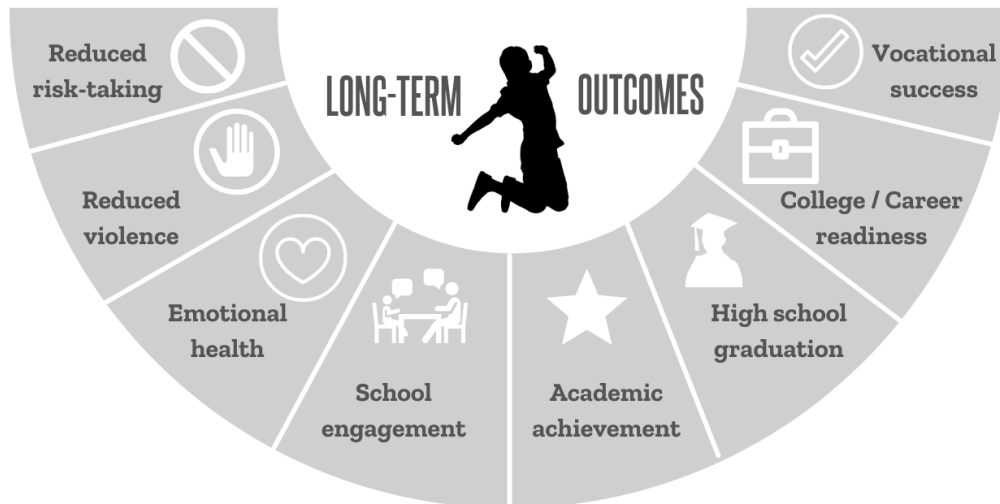 LONG-TERM OUTCOMES
Reduced
risk-taking
Reduced
violence
Emotional
health
School
engagement
Academic
achievement
High school
graduation
College / Career
readiness
Vocational
success